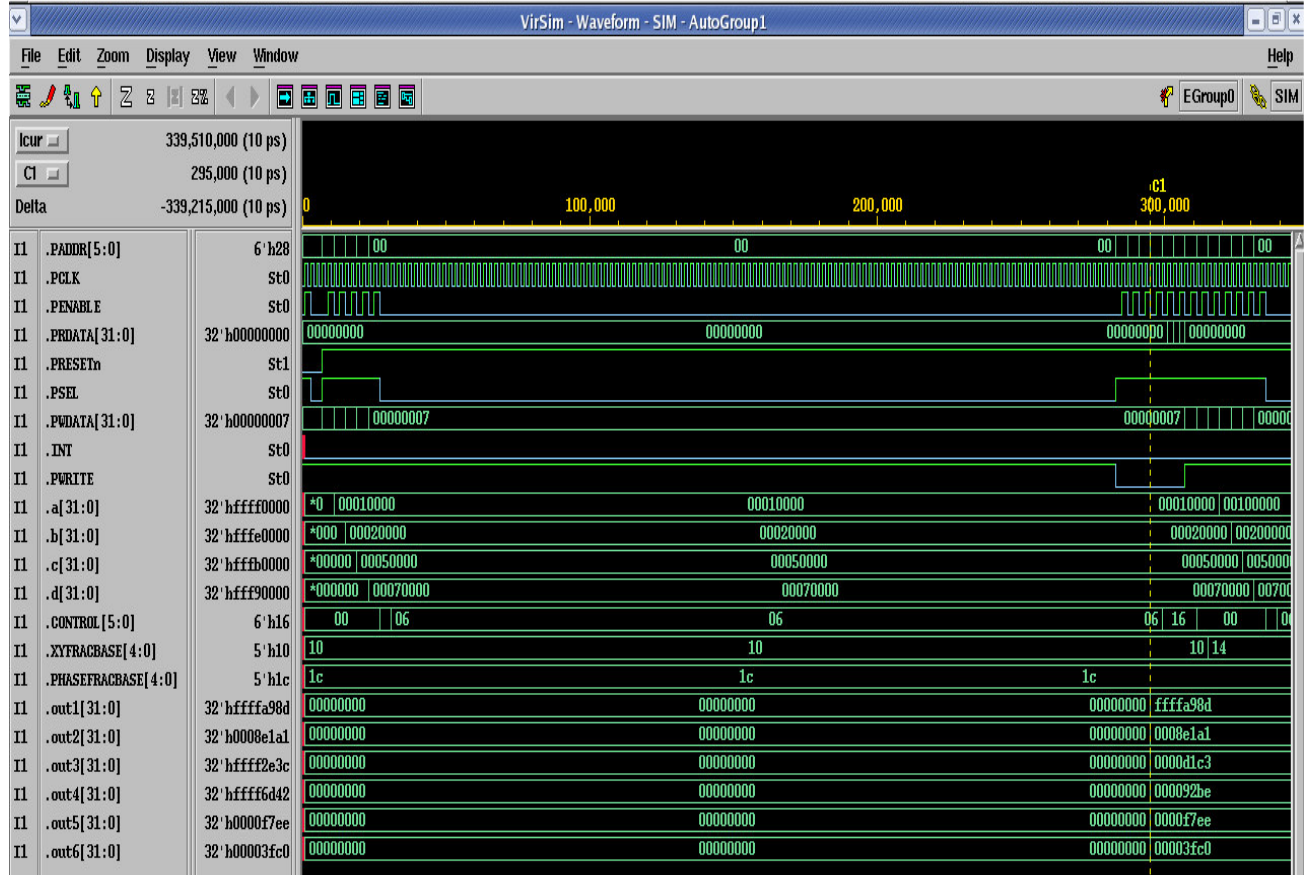 VirSim - Waveform - SIM - AutoGroup1
File Edit Zoom Display View Window Help
EGroup0 SIM
Icur 339,510,000 (10 ps)
C1 295,000 (10 ps)
Delta -339,215,000 (10 ps)
C1
0 100,000 200,000 300,000
I1 .PADDR[5:0] 6'h28 00 00 00 00
I1 .PCLK St0
I1 .PENABLE St0
I1 .PRDATA[31:0] 32'h00000000 00000000 00000000 00000000 00000000
I1 .PRESETn St1
I1 .PSEL St0
I1 .PWDATA[31:0] 32'h00000007 00000007 00000007 00000
I1 .INT St0
I1 .PWRITE St0
I1 .a[31:0] 32'hffff0000 *0 00010000 00010000 00010000 00100000
I1 .b[31:0] 32'hfffe0000 *000 00020000 00020000 00020000 00200000
I1 .c[31:0] 32'hfffb0000 *00000 00050000 00050000 00050000 005000
I1 .d[31:0] 32'hfff90000 *000000 00070000 00070000 00070000 00700
I1 .CONTROL[5:0] 6'h16 00 06 06 06 16 00
I1 .XYFRACBASE[4:0] 5'h10 10 10 10 14
I1 .PHASEFRACBASE[4:0] 5'h1c 1c 1c 1c
I1 .out1[31:0] 32'hffffa98d 00000000 00000000 00000000 ffffa98d
I1 .out2[31:0] 32'h0008e1a1 00000000 00000000 00000000 0008e1a1
I1 .out3[31:0] 32'hffff2e3c 00000000 00000000 00000000 0000d1c3
I1 .out4[31:0] 32'hffff6d42 00000000 00000000 00000000 000092be
I1 .out5[31:0] 32'h0000f7ee 00000000 00000000 00000000 0000f7ee
I1 .out6[31:0] 32'h00003fc0 00000000 00000000 00000000 00003fc0